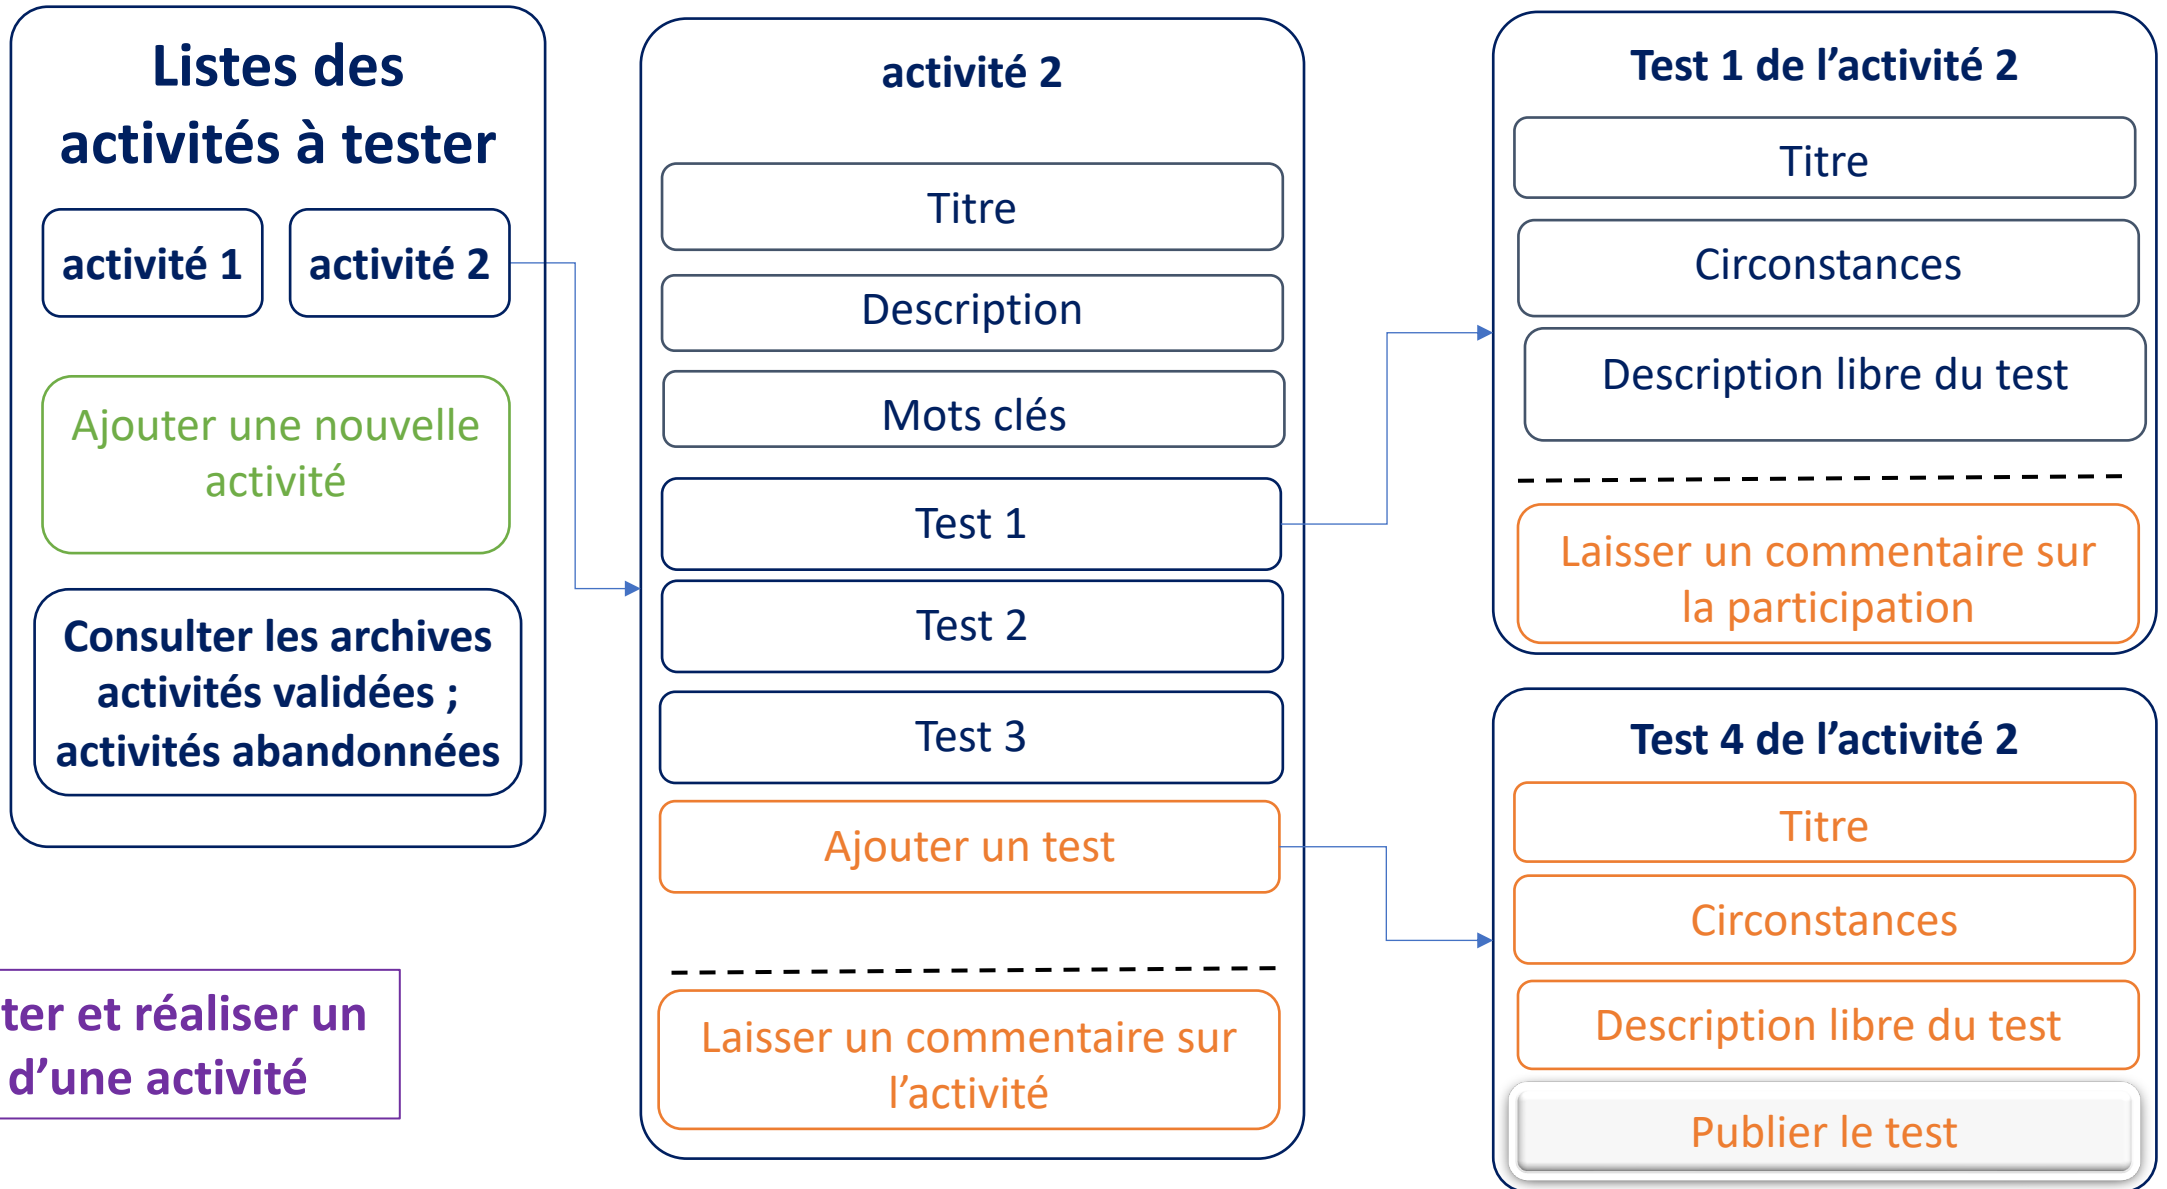 Listes des
activités à tester
activité 1
activité 2
Ajouter une nouvelle
activité
Consulter les archives
activités validées ;
activités abandonnées
ter et réaliser un
d’une activité
activité 2
Titre
Description
Mots clés
Test 1
Test 2
Test 3
Ajouter un test
Laisser un commentaire sur
l’activité
Test 1 de l’activité 2
Titre
Circonstances
Description libre du test
Laisser un commentaire sur
la participation
Test 4 de l’activité 2
Titre
Circonstances
Description libre du test
Publier le test